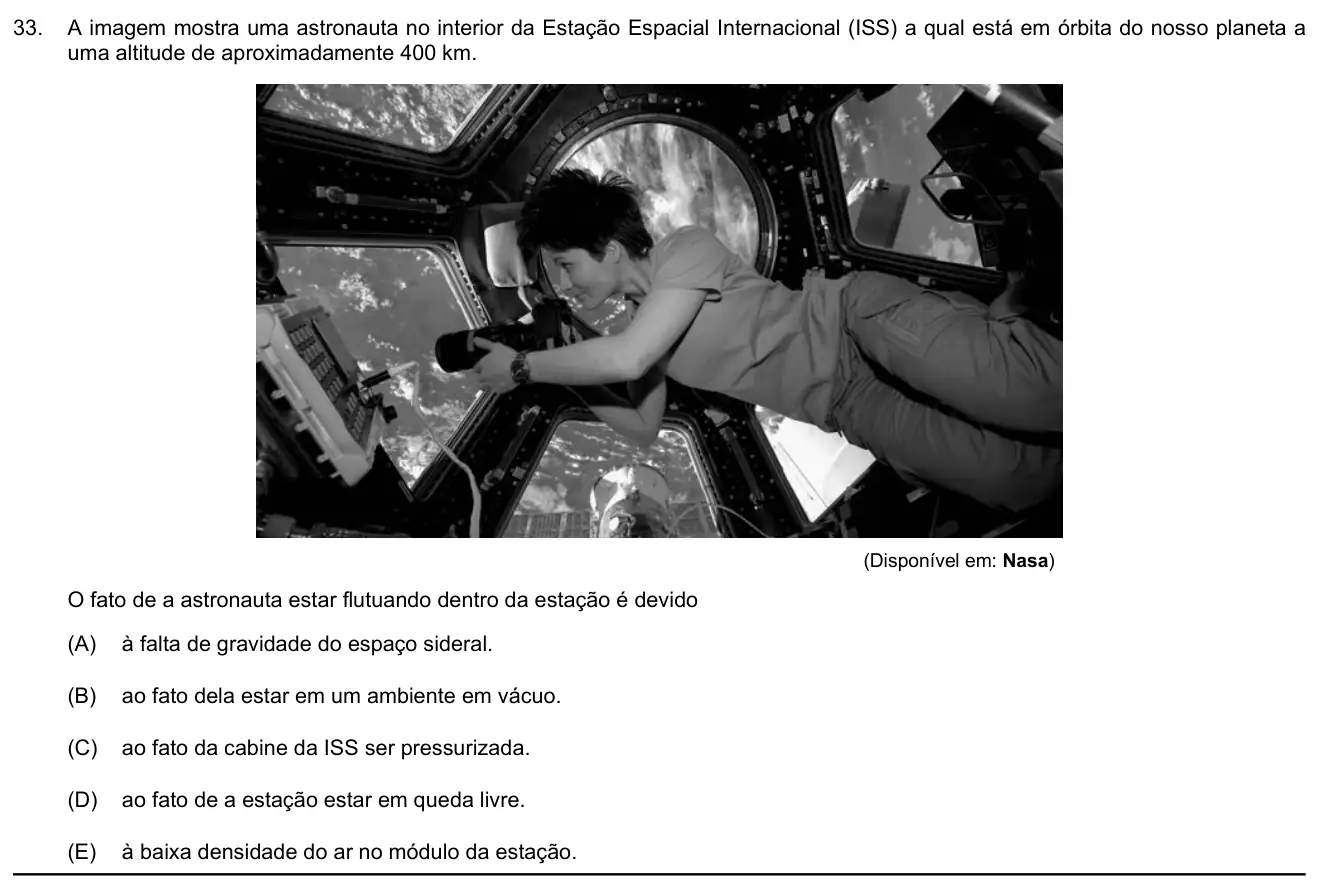 33. A imagem mostra uma astronauta no interior da Estação Espacial Internacional (ISS) a qual está em órbita do nosso planeta a
uma altitude de aproximadamente 400 km.
(Disponível em: Nasa)
O fato de a astronauta estar flutuando dentro da estação é devido
(A) à falta de gravidade do espaço sideral.
(B) ao fato dela estar em um ambiente em vácuo.
(C) ao fato da cabine da ISS ser pressurizada.
(D) ao fato de a estação estar em queda livre.
(E) à baixa densidade do ar no módulo da estação.